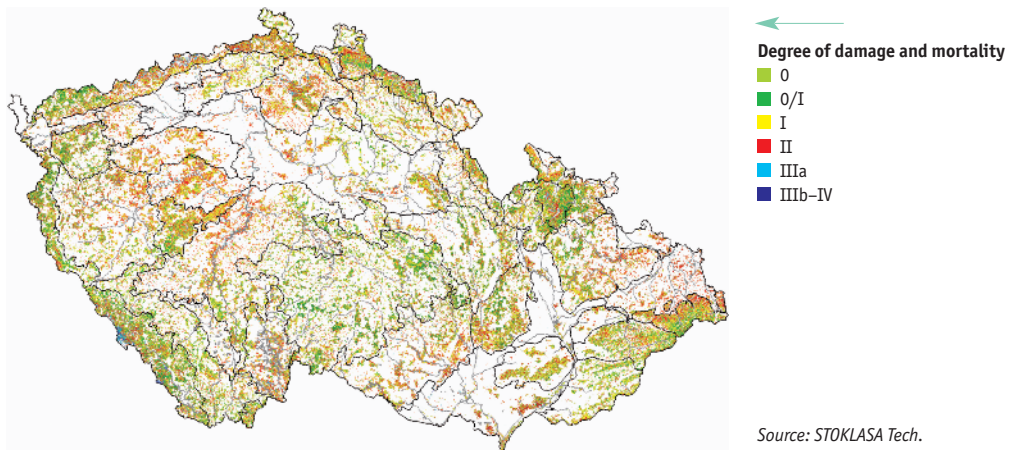 Degree of damage and mortality
0
0/I
I
II
IIIa
IIIb–IV
Source: STOKLASA Tech.